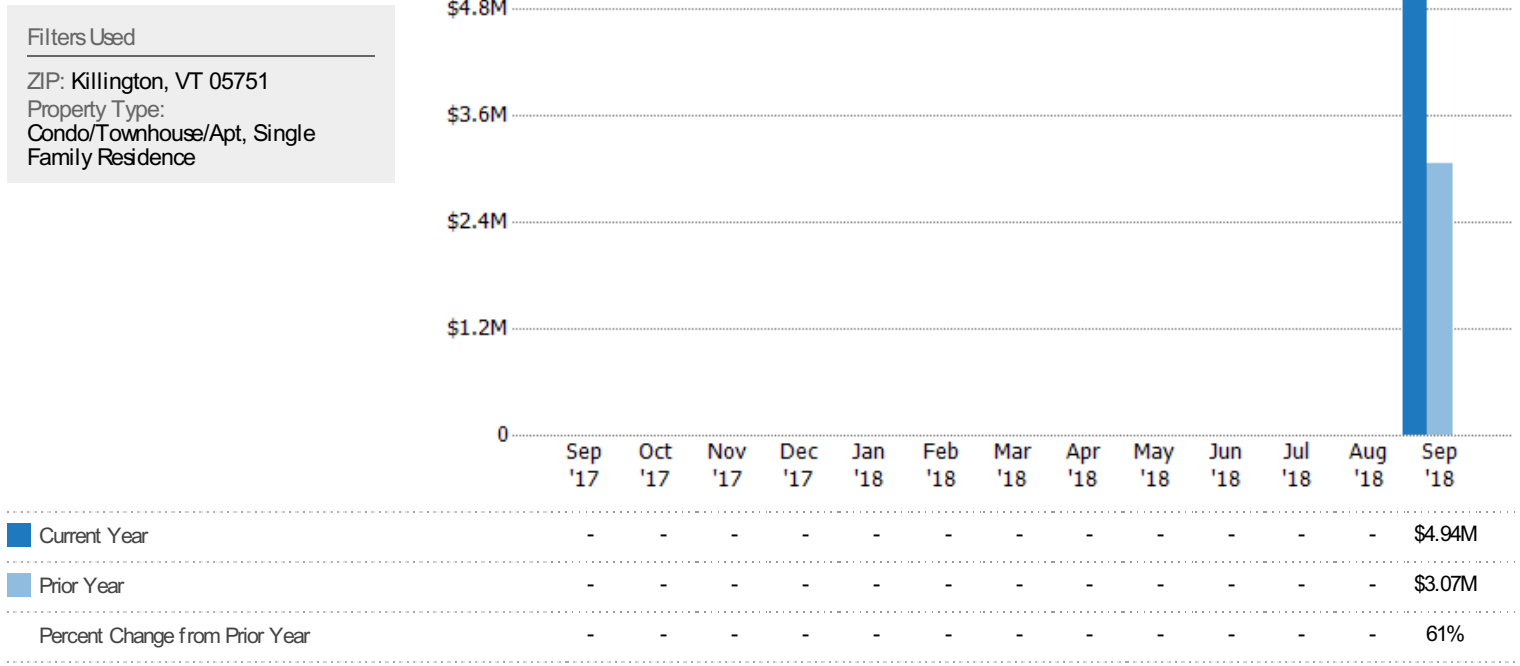 Filters Used
ZIP: Killington, VT 05751
Property Type:
Condo/Townhouse/Apt, Single
Family Residence
$4.8M
$3.6M
$2.4M
$1.2M
0
Sep Oct Nov Dec Jan Feb Mar Apr May Jun Jul Aug Sep
'17 '17 '17 '17 '18 '18 '18 '18 '18 '18 '18 '18 '18
Current Year - - - - - - - - - - - - $4.94M
Prior Year - - - - - - - - - - - - $3.07M
Percent Change from Prior Year - - - - - - - - - - - - 61%